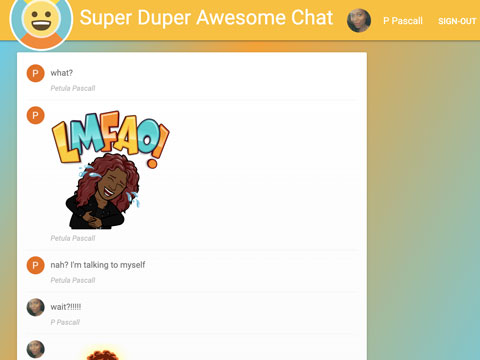 Super Duper Awesome Chat
P Pascall
SIGN-OUT
P
what?
Petula Pascall
P
LMFAO!
Petula Pascall
P
nah? I'm talking to myself
Petula Pascall
wait?!!!!!
P Pascall